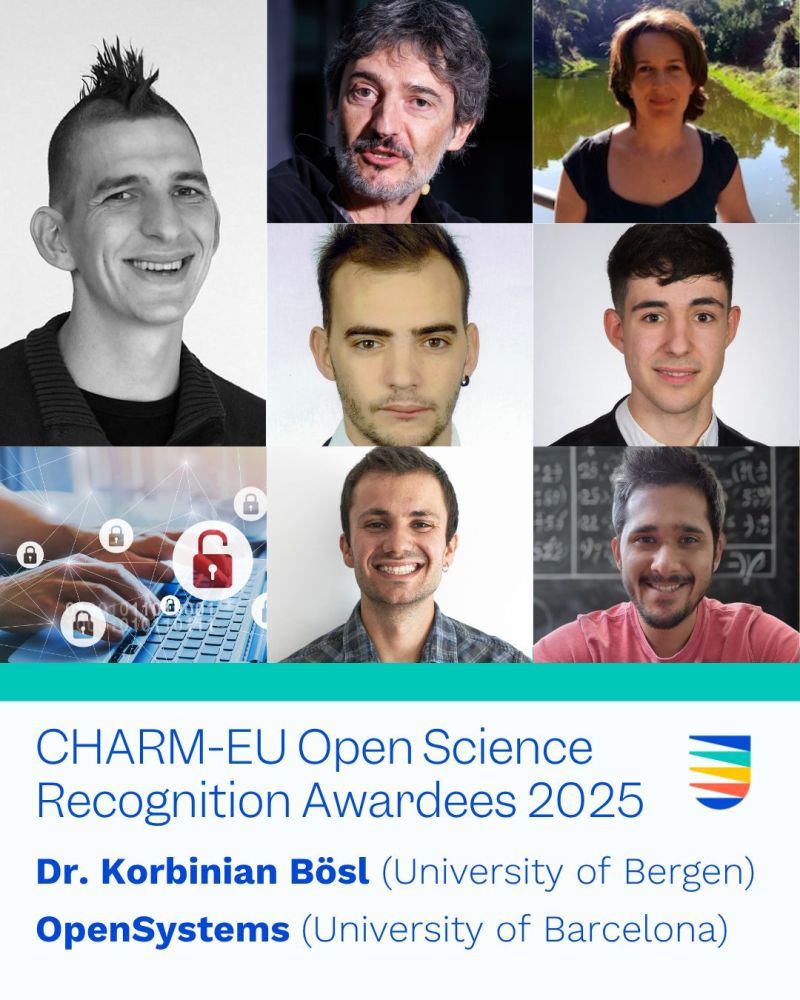 CHARM-EU Open Science
Recognition Awardees 2025
Dr. Korbinian Bösl (University of Bergen)
OpenSystems (University of Barcelona)